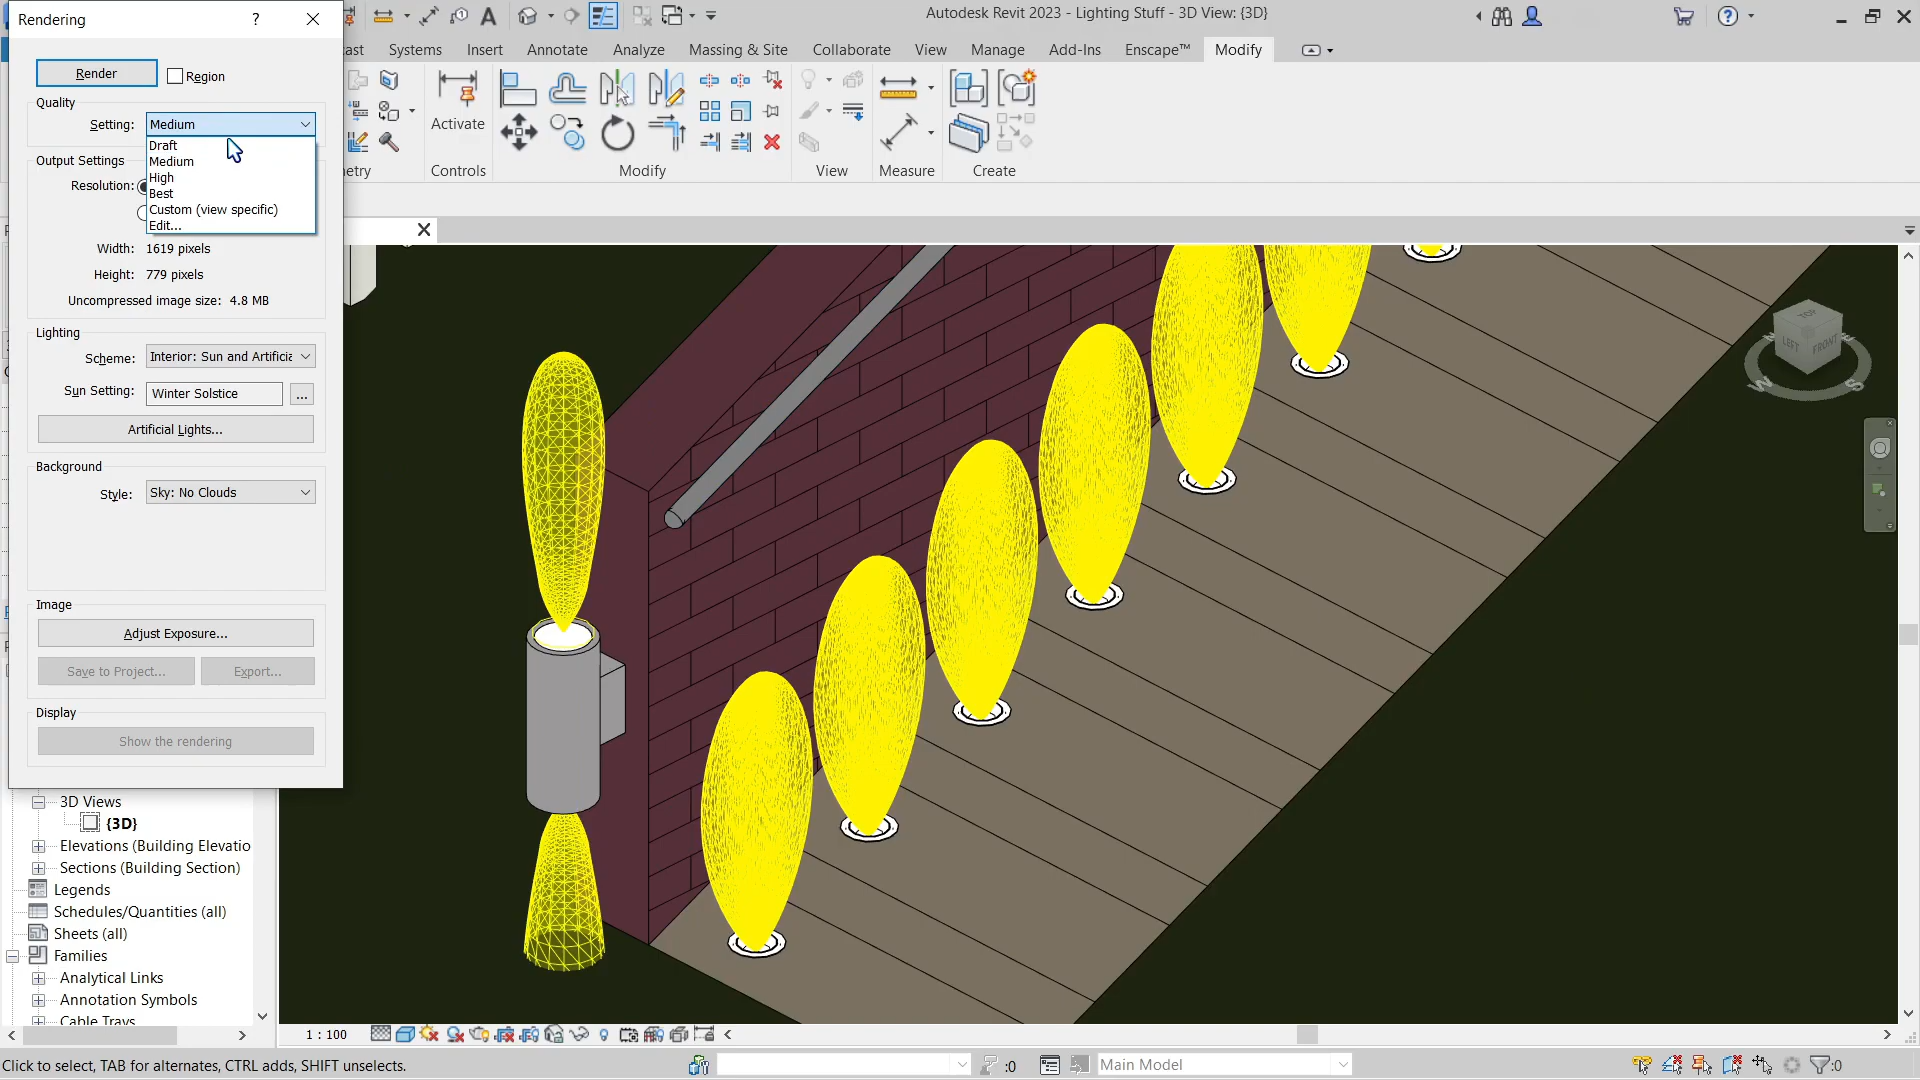 Rendering
?
Autodesk Revit 2023 - Lighting Stuff - 3D View: {3D}
Systems
Insert
Annotate
Analyze
Massing & Site
Collaborate
View
Manage
Add-Ins
Enscape™
Modify
Render
Region
Quality
Setting:
Medium
Draft
Medium
High
Best
Custom (view specific)
Edit...
Output Settings
Resolution:
Width: 1619 pixels
Height: 779 pixels
Uncompressed image size: 4.8 MB
Lighting
Scheme:
Interior: Sun and Artificia
Sun Setting:
Winter Solstice
...
Artificial Lights...
Background
Style:
Sky: No Clouds
Image
Adjust Exposure...
Save to Project...
Export...
Display
Show the rendering
Activate
Controls
Modify
View
Measure
Create
TOP
LEFT
FRONT
W
S
3D Views
{3D}
Elevations (Building Elevatio
Sections (Building Section)
Legends
Schedules/Quantities (all)
Sheets (all)
Families
Analytical Links
Annotation Symbols
Cable Trays
1 : 100
Click to select, TAB for alternates, CTRL adds, SHIFT unselects.
:0
Main Model
:0